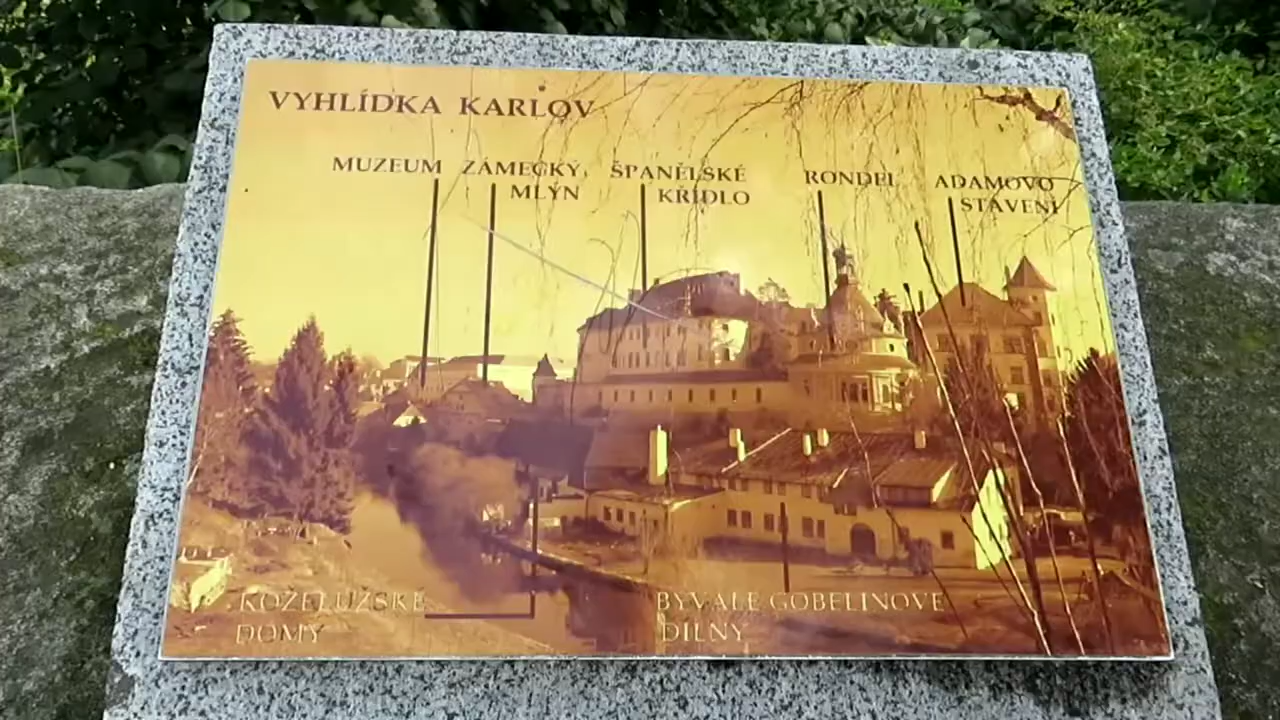 VYHLÍDKA KARLOV
MUZEUM
ZÁMECKÝ
MLÝN
ŠPANĚLSKÉ
KŘÍDLO
RONDEL
ADAMOVO
STAVENÍ
KOŽELUŽSKÉ
DOMY
BÝVALÉ GOBELÍNOVÉ
DÍLNY